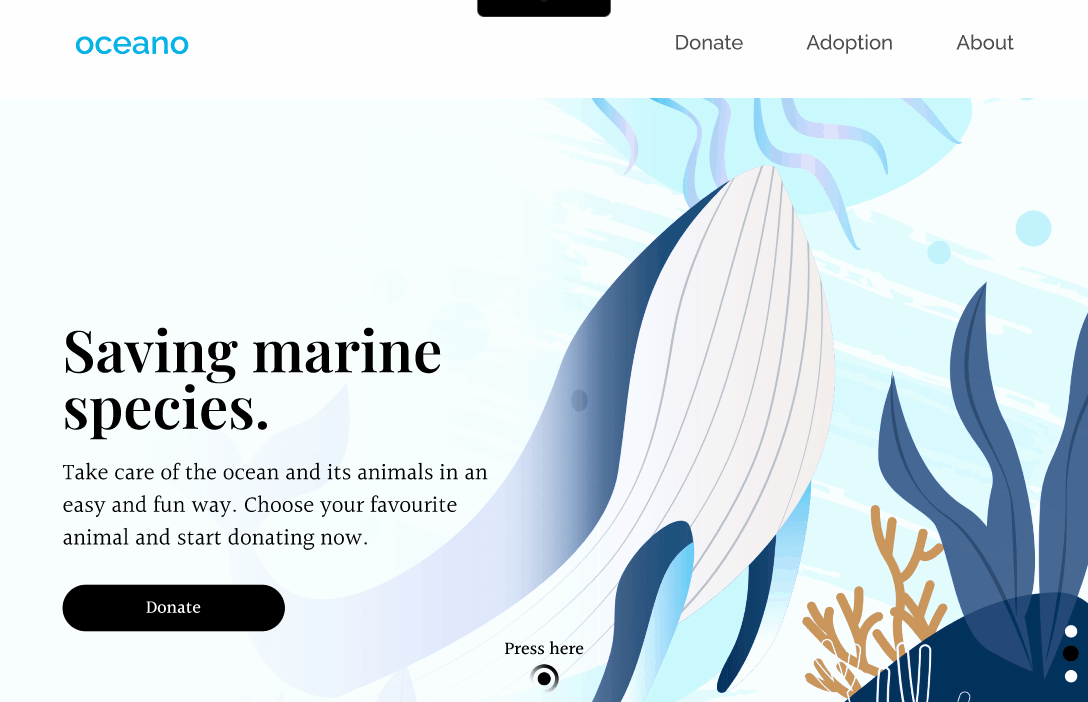 oceano
Donate
Adoption
About
Saving marine
species.
Take care of the ocean and its animals in an
easy and fun way. Choose your favourite
animal and start donating now.
Donate
Press here